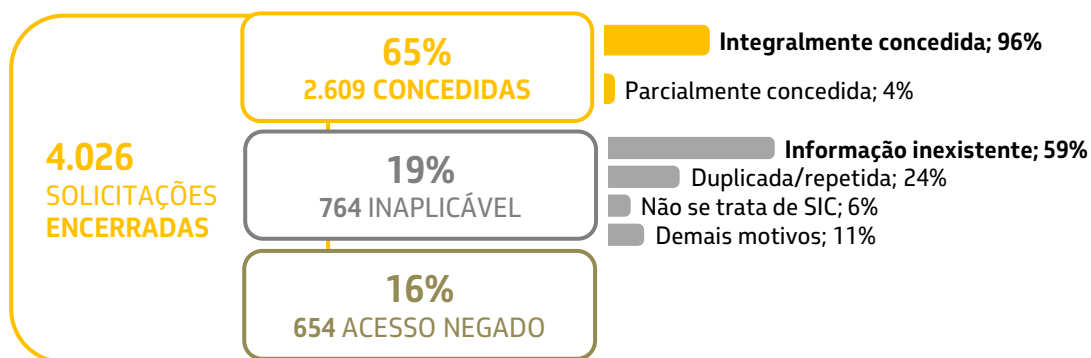 4.026
SOLICITAÇÕES
ENCERRADAS
65%
2.609 CONCEDIDAS
Integralmente concedida; 96%
Parcialmente concedida; 4%
19%
764 INAPLICÁVEL
Informação inexistente; 59%
Duplicada/repetida; 24%
Não se trata de SIC; 6%
Demais motivos; 11%
16%
654 ACESSO NEGADO